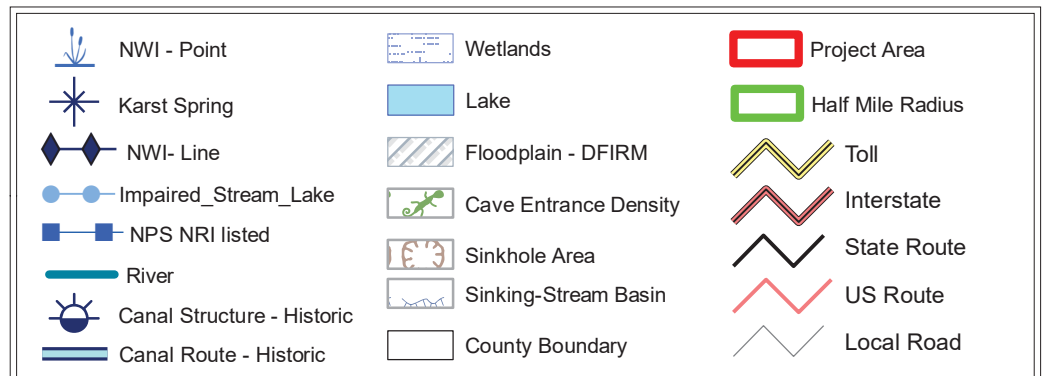 NWI - Point
Karst Spring
NWI- Line
Impaired_Stream_Lake
NPS NRI listed
River
Canal Structure - Historic
Canal Route - Historic
Wetlands
Lake
Floodplain - DFIRM
Cave Entrance Density
Sinkhole Area
Sinking-Stream Basin
County Boundary
Project Area
Half Mile Radius
Toll
Interstate
State Route
US Route
Local Road